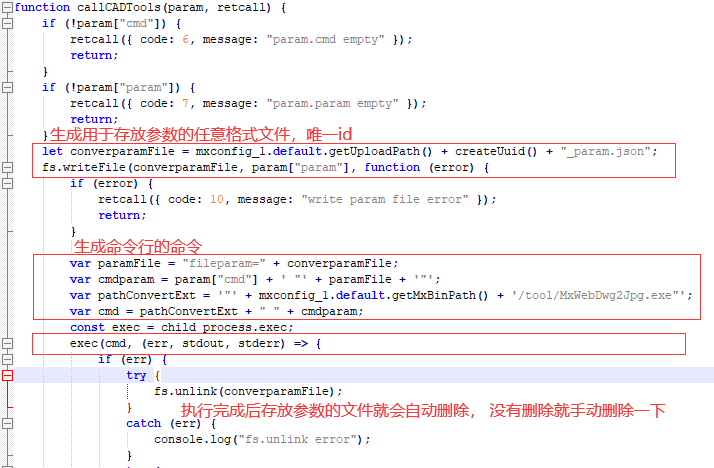 function callCADTools(param, retcall) {
if (!param["cmd"]) {
retcall({ code: 6, message: "param.cmd empty" });
return;
}
if (!param["param"]) {
retcall({ code: 7, message: "param.param empty" });
return;
}
生成用于存放参数的任意格式文件，唯一id
let converparamFile = mxconfig_1.default.getUploadPath() + createUuid() + "_param.json";
fs.writeFile(converparamFile, param["param"], function (error) {
if (error) {
retcall({ code: 10, message: "write param file error" });
return;
}
生成命令行的命令
var paramFile = "fileparam=" + converparamFile;
var cmdparam = param["cmd"] + ' "' + paramFile + '"';
var pathConvertExt = '"' + mxconfig_1.default.getMxBinPath() + '/tool/MxWebDwg2Jpg.exe"';
var cmd = pathConvertExt + " " + cmdparam;
const exec = child_process.exec;
exec(cmd, (err, stdout, stderr) => {
if (err) {
try {
fs.unlink(converparamFile);
}
执行完成后存放参数的文件就会自动删除， 没有删除就手动删除一下
catch (err) {
console.log("fs.unlink error");
}